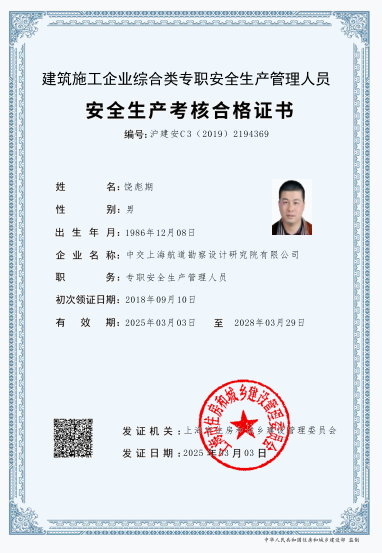 建筑施工企业综合类专职安全生产管理人员
安全生产考核合格证书
编号:沪建安C3（2019）2194369
姓名:饶彪期
性别:男
出生年月:1986年12月08日
企业名称:中交上海航道勘察设计研究院有限公司
职务:专职安全生产管理人员
初次领证日期:2018年09月10日
有效期:2025年03月03日 至 2028年03月29日
发证机关:上海市住房和城乡建设管理委员会
发证日期:2025年03月03日
上海市住房和城乡建设管理委员会
中华人民共和国住房和城乡建设部 监制